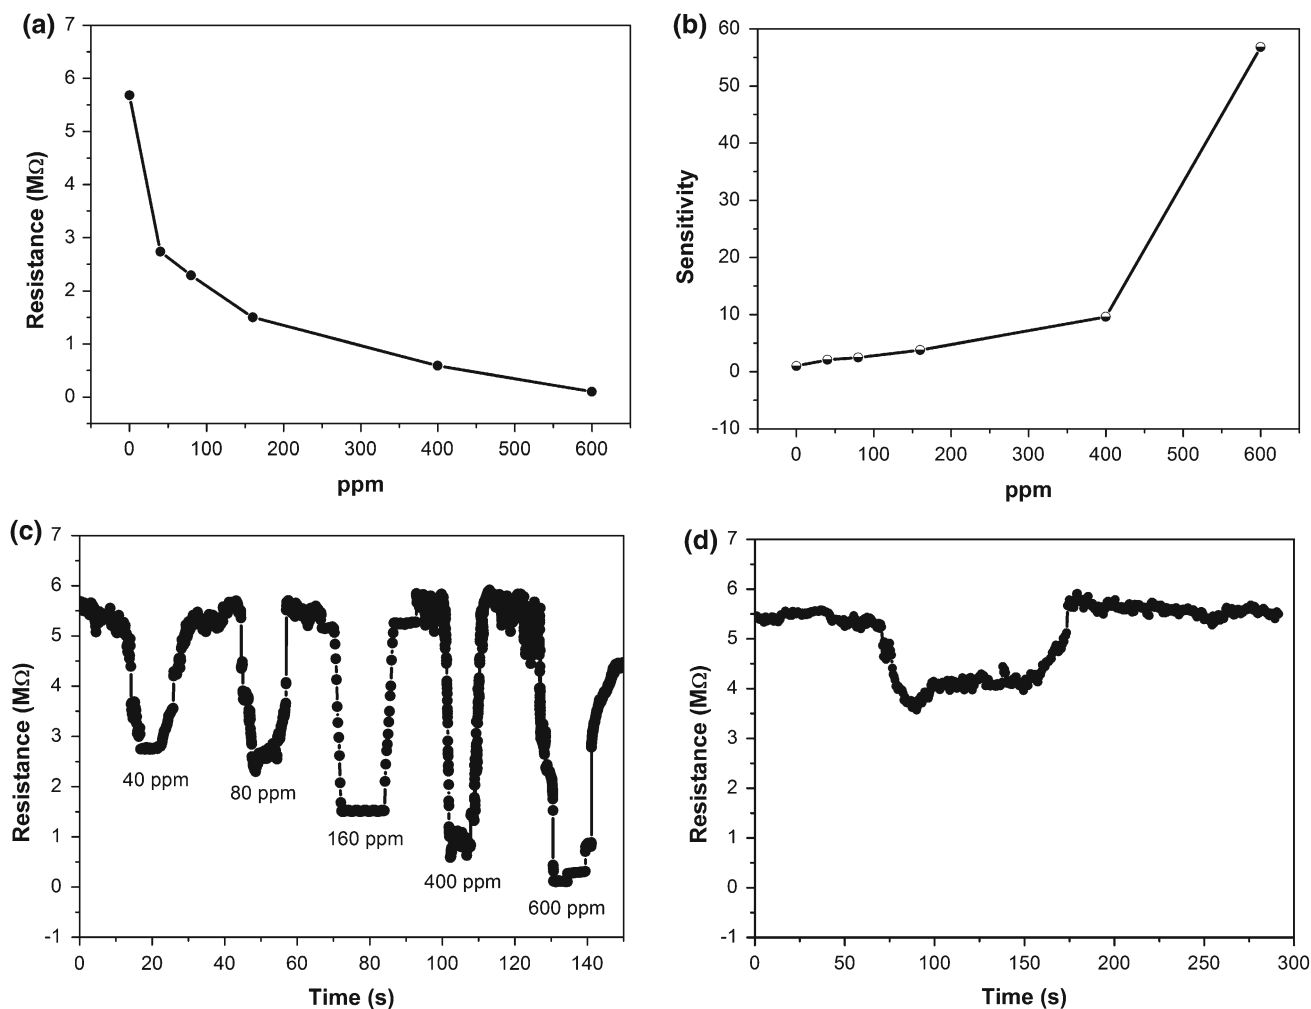 (a)
7
6
5
4
3
2
1
0
Resistance (MΩ)
0 100 200 300 400 500 600
ppm
(b)
60
50
40
30
20
10
0
-10
Sensitivity
0 100 200 300 400 500 600
ppm
(c)
7
6
5
4
3
2
1
0
-1
Resistance (MΩ)
40 ppm
80 ppm
160 ppm
400 ppm
600 ppm
0 20 40 60 80 100 120 140
Time (s)
(d)
7
6
5
4
3
2
1
0
-1
Resistance (MΩ)
0 50 100 150 200 250 300
Time (s)